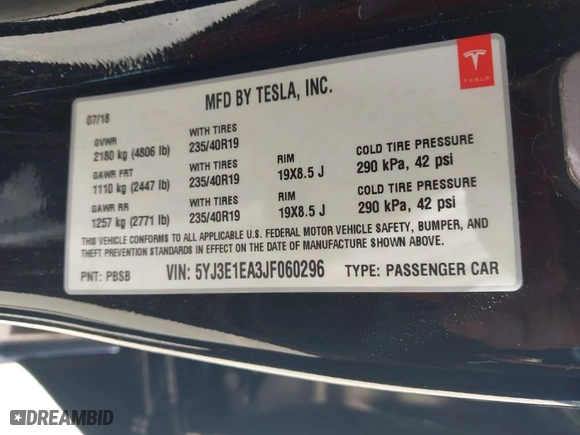 TESLA
MFD BY TESLA, INC.
07/18
GVWR WITH TIRES
2180 kg (4806 lb) 235/40R19
GAWR FRT WITH TIRES RIM COLD TIRE PRESSURE
1110 kg (2447 lb) 235/40R19 19X8.5 J 290 kPa, 42 psi
GAWR RR WITH TIRES RIM COLD TIRE PRESSURE
1257 kg (2771 lb) 235/40R19 19X8.5 J 290 kPa, 42 psi
THIS VEHICLE CONFORMS TO ALL APPLICABLE U.S. FEDERAL MOTOR VEHICLE SAFETY, BUMPER, AND
THEFT PREVENTION STANDARDS IN EFFECT ON THE DATE OF MANUFACTURE SHOWN ABOVE.
PNT: PBSB VIN: 5YJ3E1EA3JF060296 TYPE: PASSENGER CAR
DREAMBID